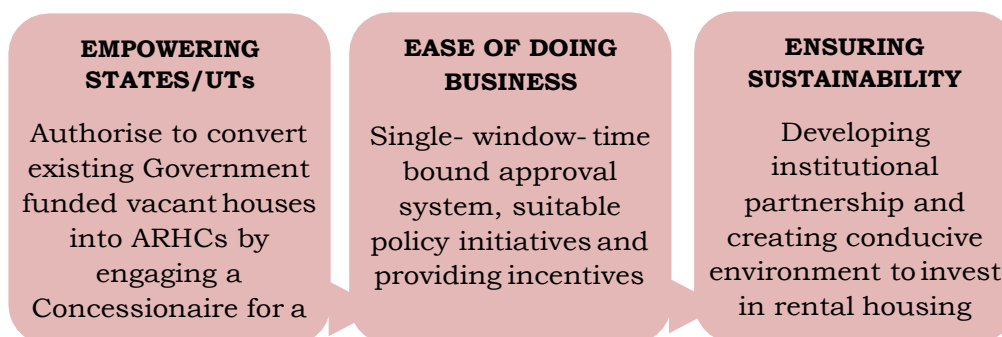 EMPOWERING
STATES/UTs
Authorise to convert
existing Government
funded vacant houses
into ARHCs by
engaging a
Concessionaire for a
EASE OF DOING
BUSINESS
Single- window- time
bound approval
system, suitable
policy initiatives and
providing incentives
ENSURING
SUSTAINABILITY
Developing
institutional
partnership and
creating conducive
environment to invest
in rental housing